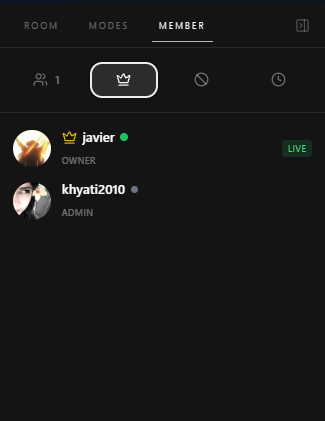 ROOM MODES MEMBER
1
javier
OWNER
LIVE
khyati2010
ADMIN